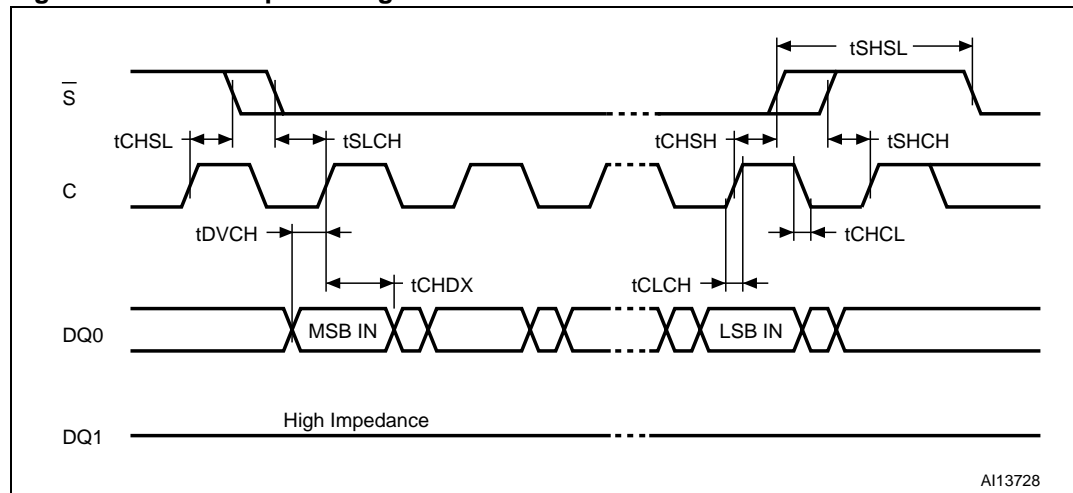 tSHSL
S
tCHSL
tSLCH
tCHSH
tSHCH
C
tDVCH
tCHCL
tCHDX
tCLCH
DQ0
MSB IN
LSB IN
High Impedance
DQ1
AI13728